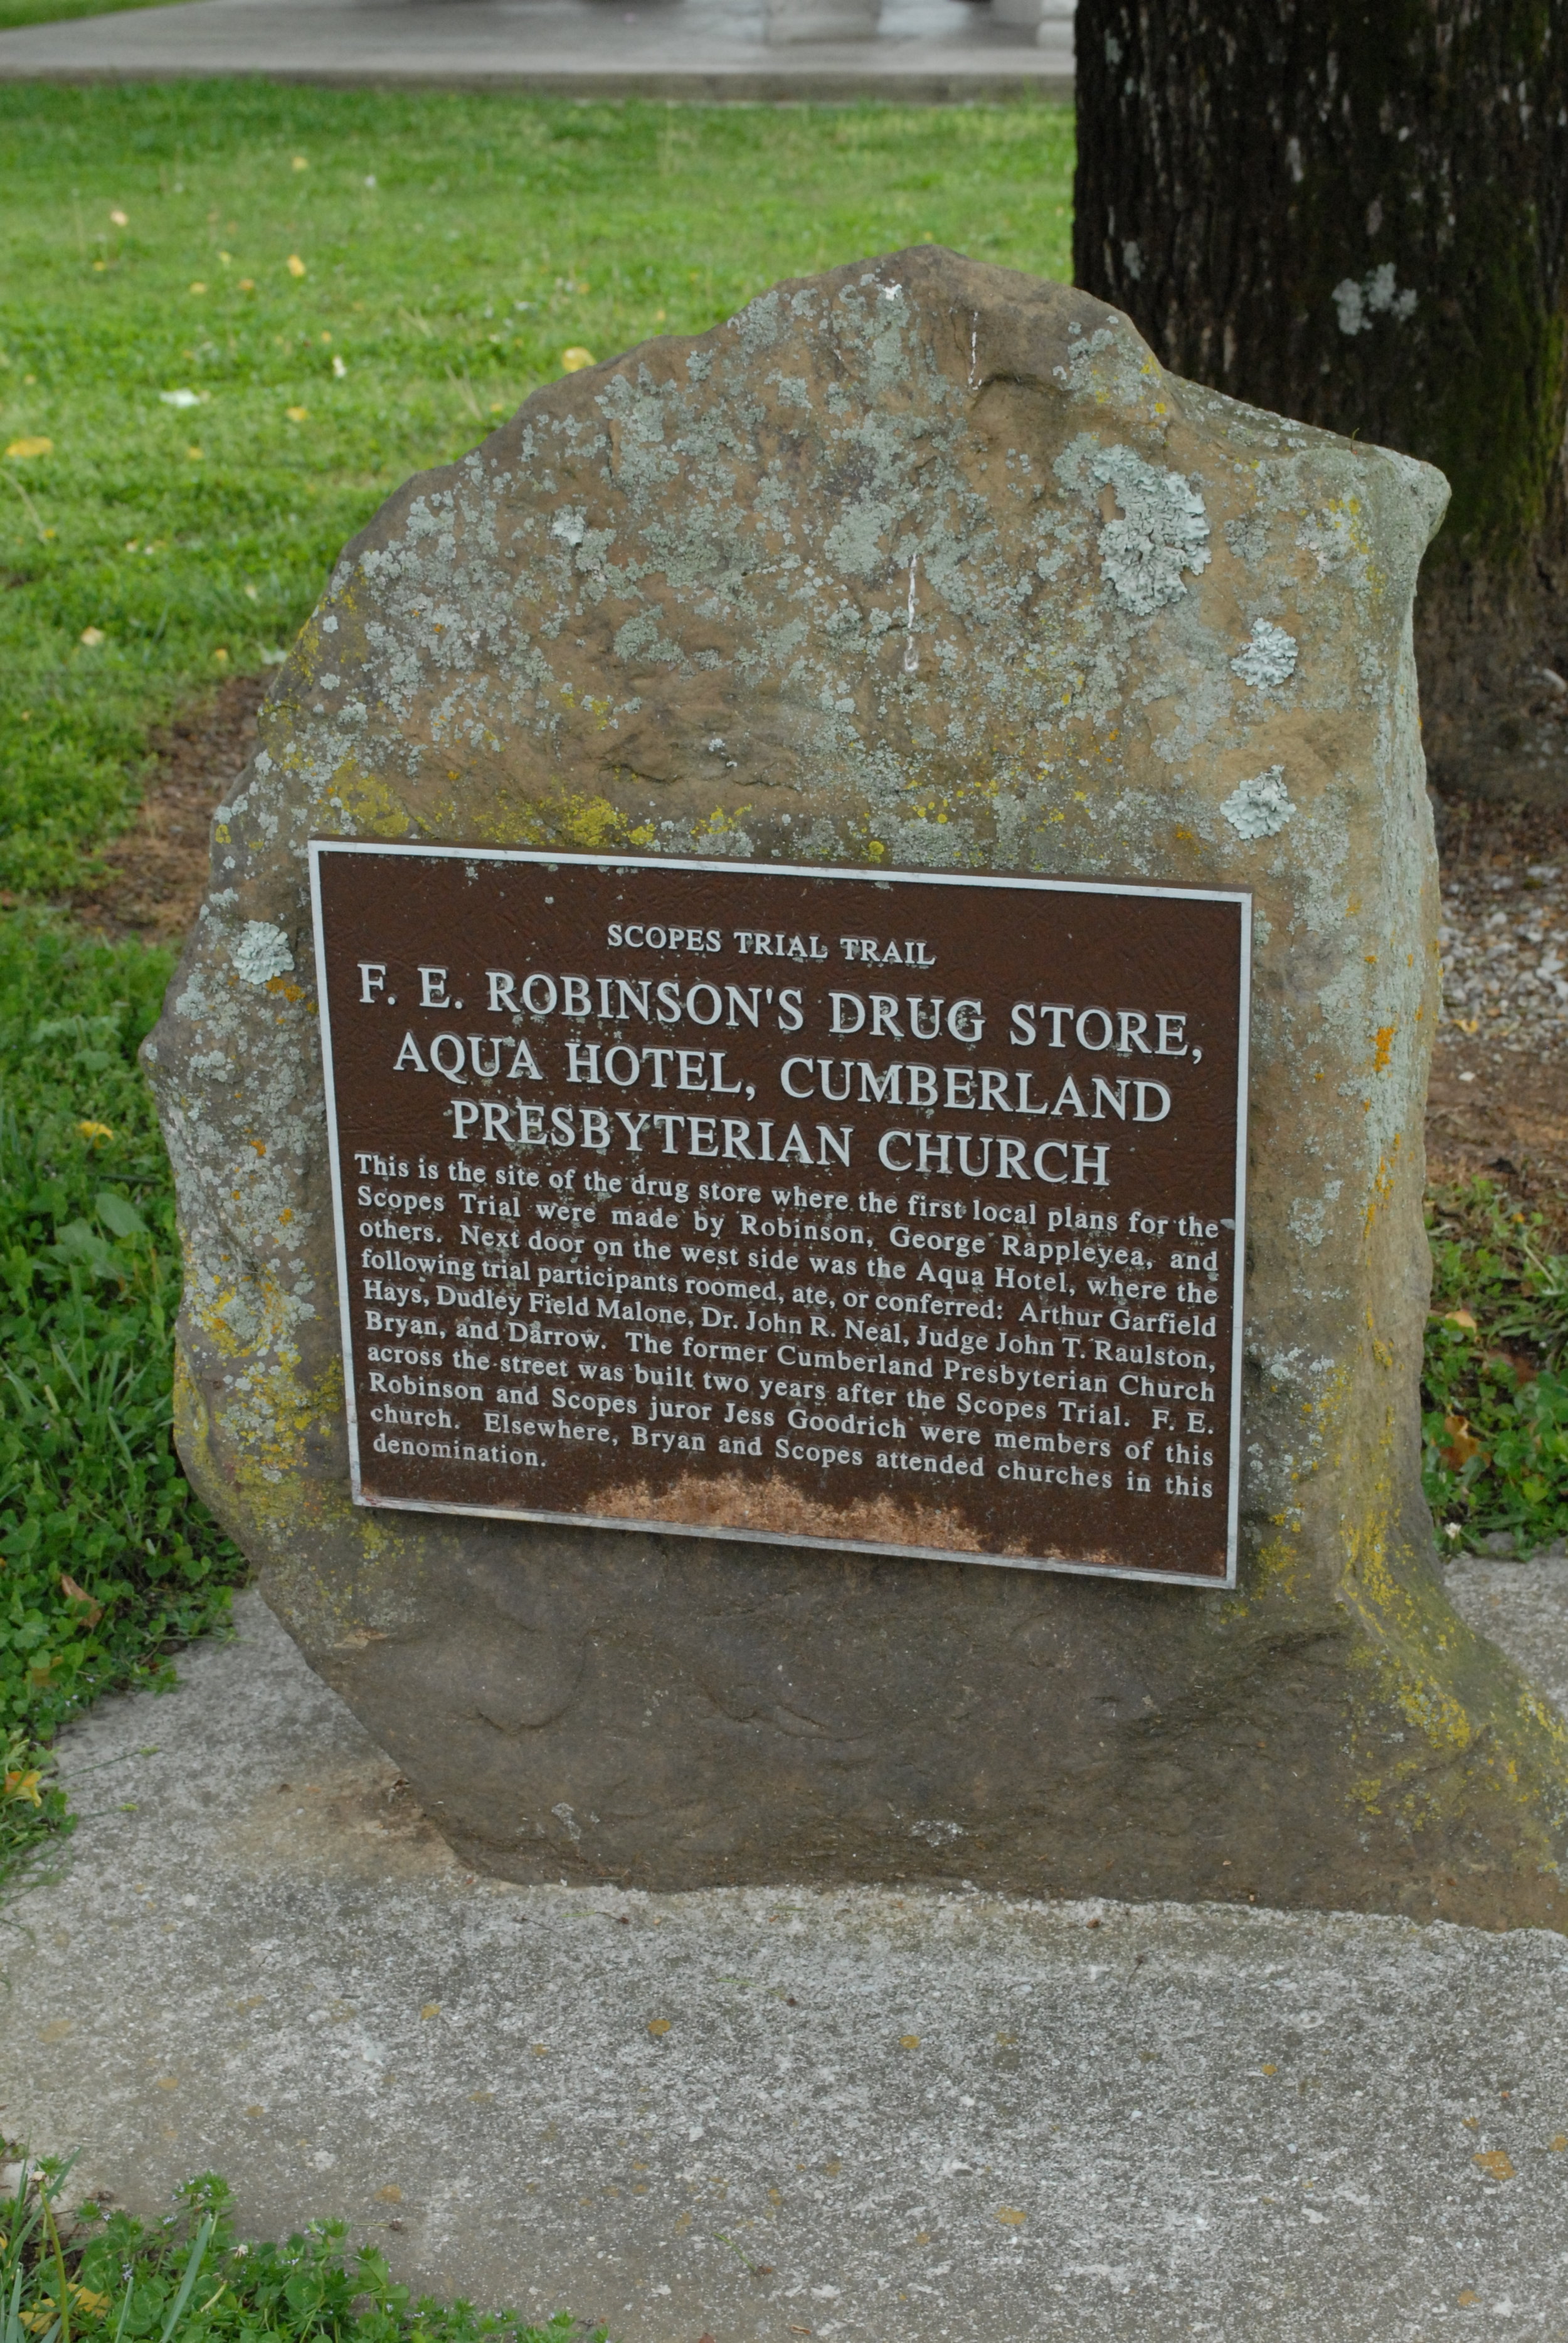 SCOPES TRIAL TRAIL
F. E. ROBINSON'S DRUG STORE,
AQUA HOTEL, CUMBERLAND
PRESBYTERIAN CHURCH
This is the site of the drug store where the first local plans for the
Scopes Trial were made by Robinson, George Rappleyea, and
others. Next door on the west side was the Aqua Hotel, where the
following trial participants roomed, ate, or conferred: Arthur Garfield
Hays, Dudley Field Malone, Dr. John R. Neal, Judge John T. Raulston,
Bryan, and Darrow. The former Cumberland Presbyterian Church
across the street was built two years after the Scopes Trial. F. E.
Robinson and Scopes juror Jess Goodrich were members of this
church. Elsewhere, Bryan and Scopes attended churches in this
denomination.